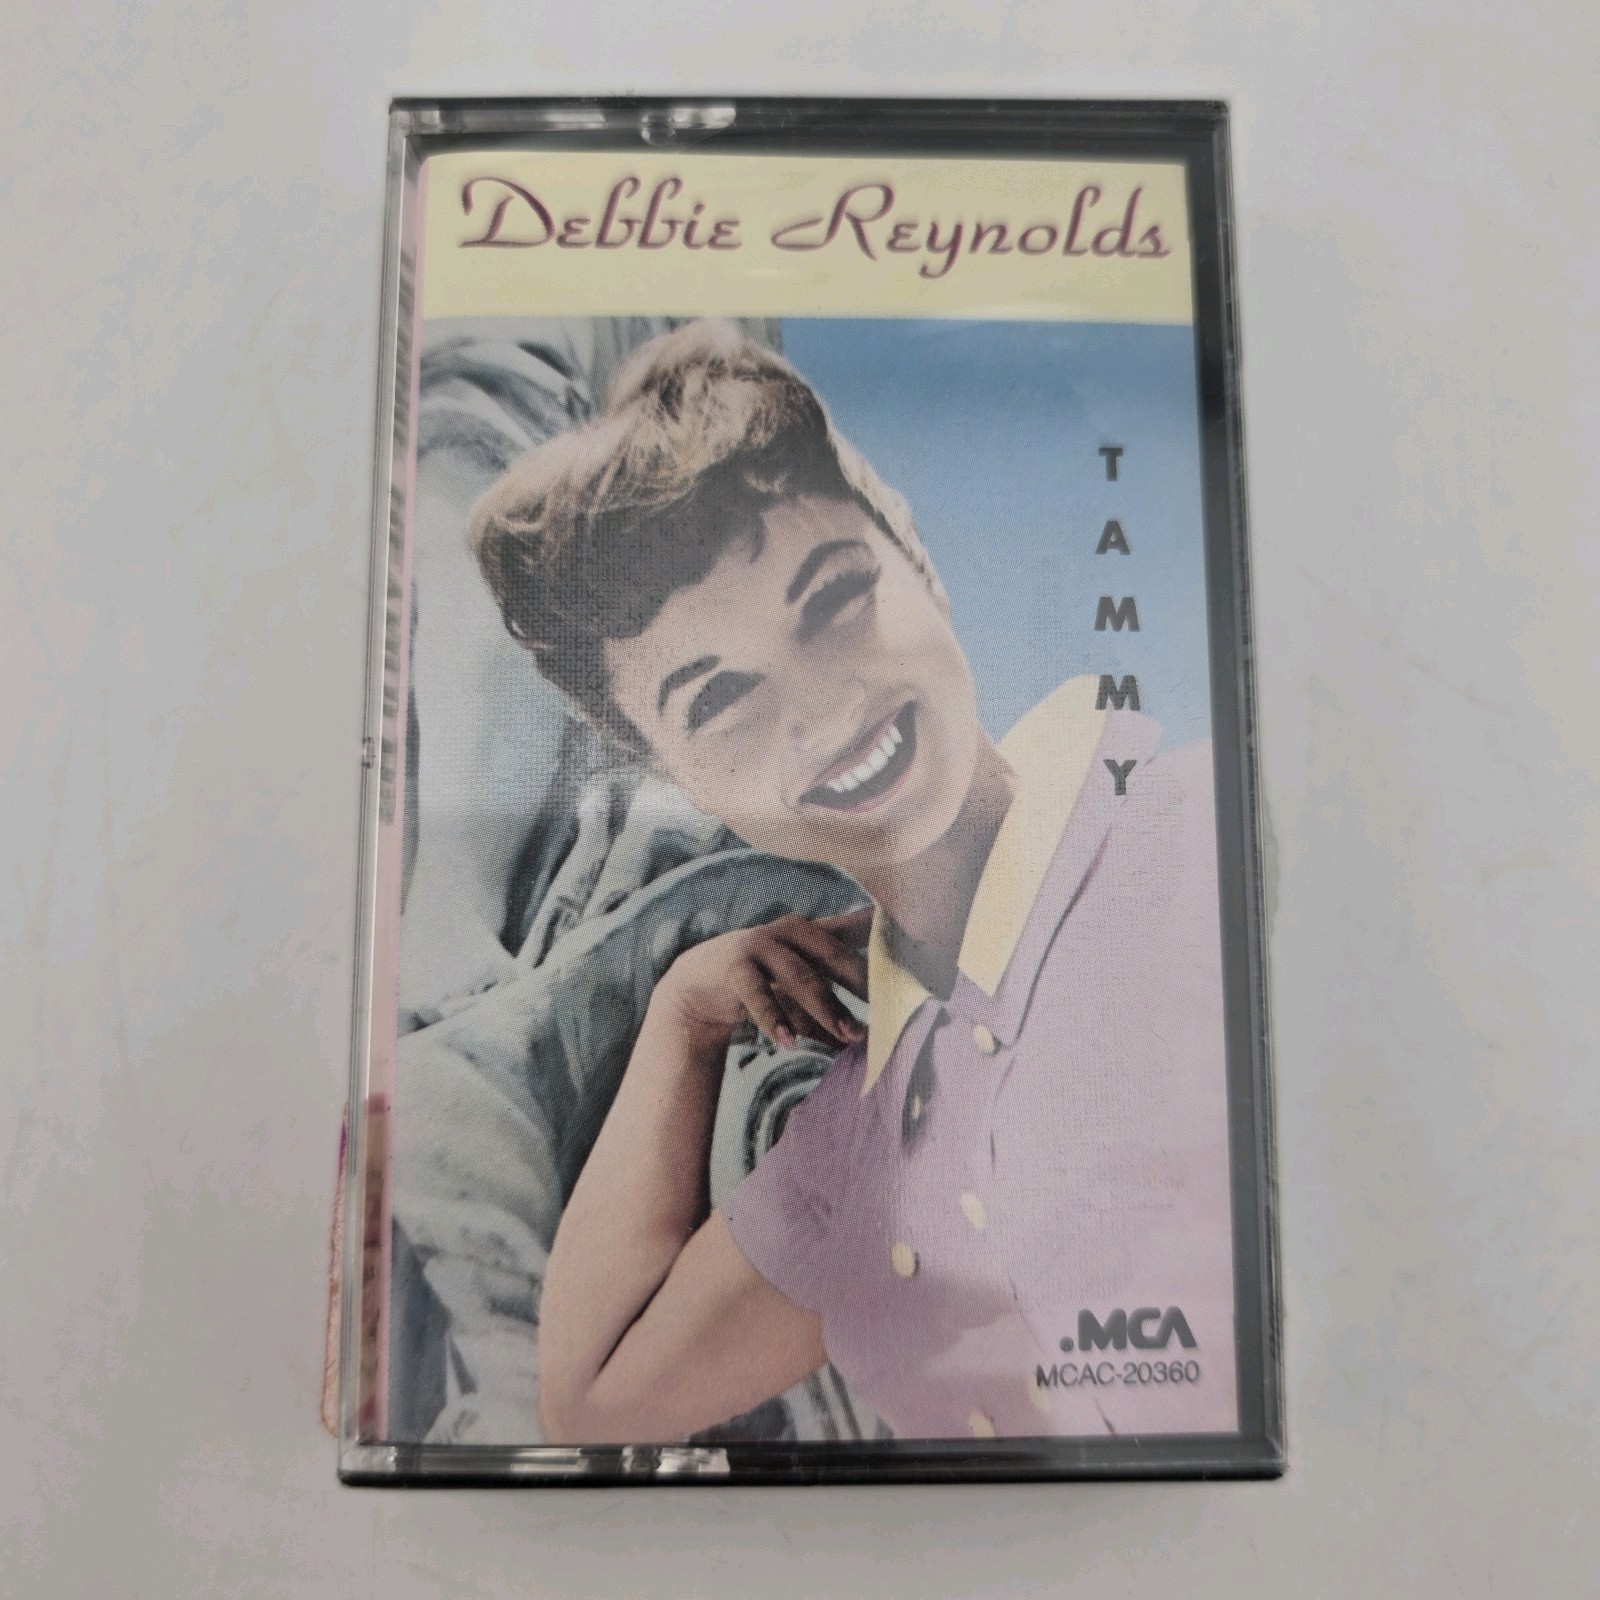 Debbie Reynolds
TAMMY
MCA
MCAC-20360